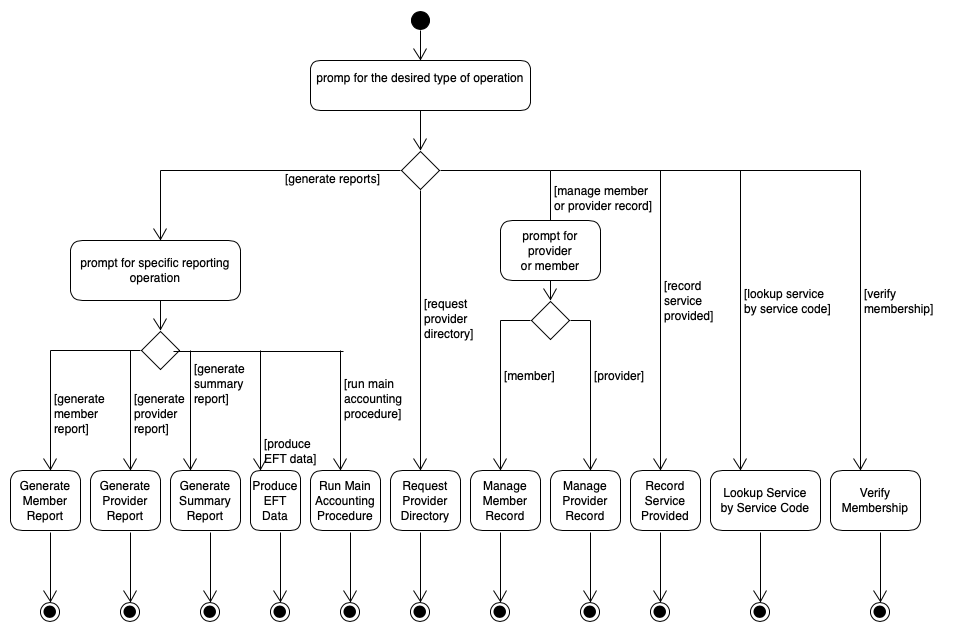 promp for the desired type of operation
[generate reports]
[manage member
or provider record]
prompt for
provider
or member
prompt for specific reporting
operation
[request
provider
directory]
[record
service
provided]
[lookup service
by service code]
[verify
membership]
[generate
member
report]
[generate
provider
report]
[generate
summary
report]
[produce
EFT data]
[run main
accounting
procedure]
[member]
[provider]
Generate
Member
Report
Generate
Provider
Report
Generate
Summary
Report
Produce
EFT
Data
Run Main
Accounting
Procedure
Request
Provider
Directory
Manage
Member
Record
Manage
Provider
Record
Record
Service
Provided
Lookup Service
by Service Code
Verify
Membership